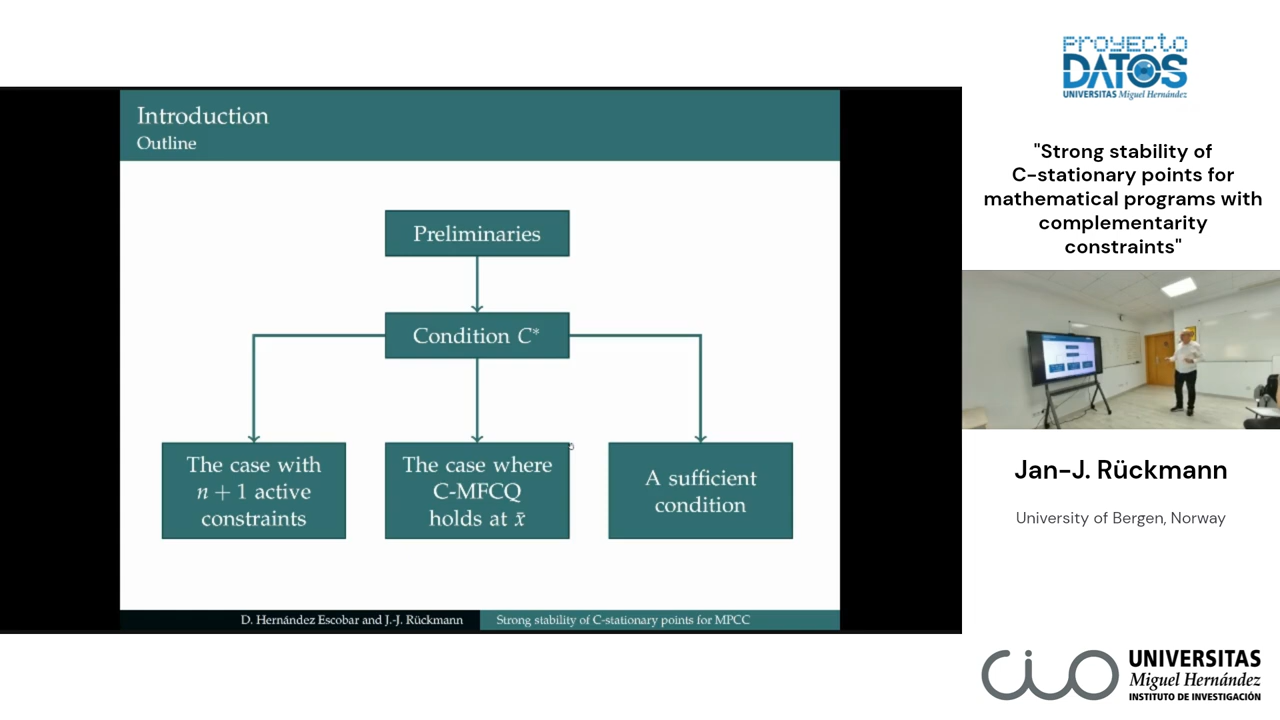 Introduction
Outline
Preliminaries
Condition C*
The case with
n + 1 active
constraints
The case where
C-MFCQ
holds at x̄
A sufficient
condition
D. Hernández Escobar and J.-J. Rückmann
Strong stability of C-stationary points for MPCC
PROYECTO
DATOS
UNIVERSITAS Miguel Hernández
"Strong stability of
C-stationary points for
mathematical programs with
complementarity
constraints"
Jan-J. Rückmann
University of Bergen, Norway
cio
UNIVERSITAS
Miguel Hernández
INSTITUTO DE INVESTIGACIÓN